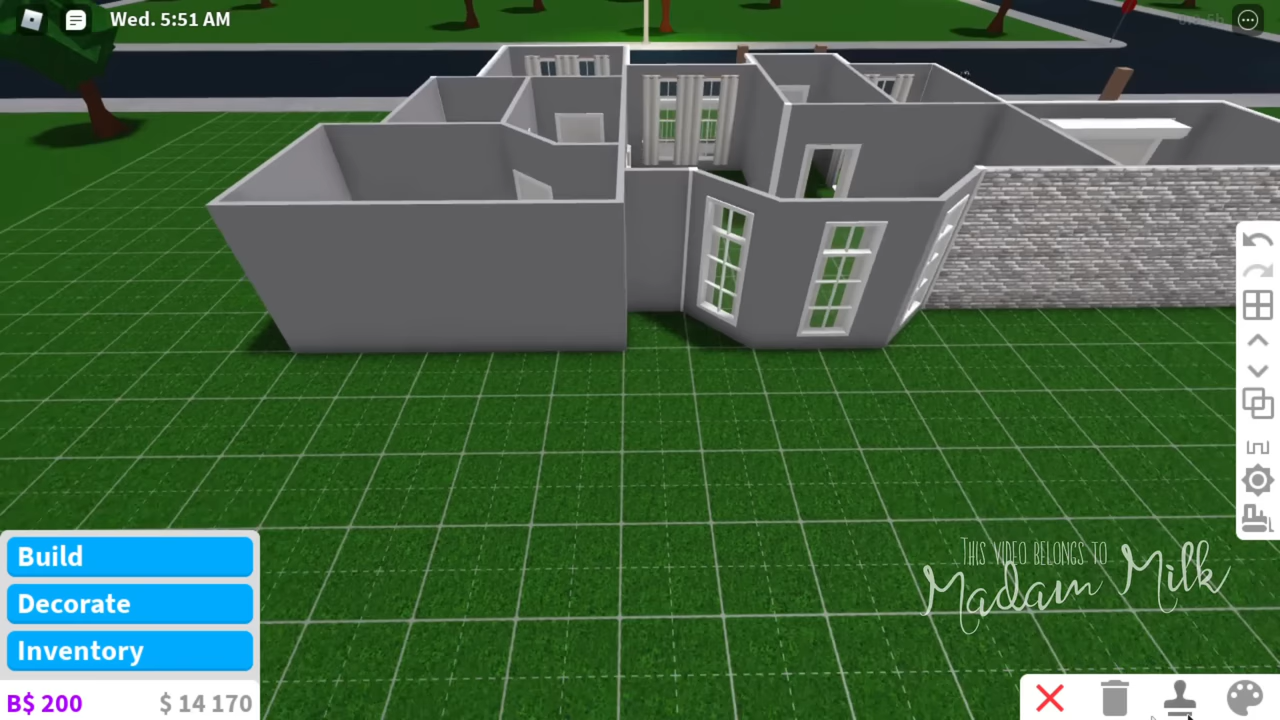 Wed. 5:51 AM
Build
Decorate
Inventory
B$ 200
$ 14 170
THIS VIDEO BELONGS TO
Madam Milk